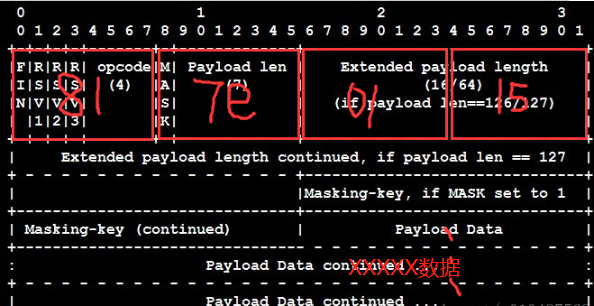 0 1 2 3
0 1 2 3 4 5 6 7 8 9 0 1 2 3 4 5 6 7 8 9 0 1 2 3 4 5 6 7 8 9 0 1
F|R|R|R| opcode|M| Payload len | Extended payload length
I|S|S|S| (4) |A| (7) | (16/64)
N|V|V|V| |S| | (if payload len==126/127)
|1|2|3| |K|
81 7e 01 15
Extended payload length continued, if payload len == 127
|Masking-key, if MASK set to 1 |
Masking-key (continued) | Payload Data
: Payload Data continued
XXXXX数据
Payload Data continued ...